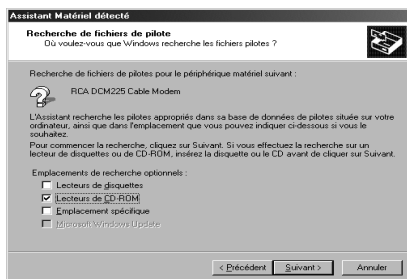 Assistant Matériel détecté
Recherche de fichiers de pilote
Où voulez-vous que Windows recherche les fichiers pilotes ?
Recherche de fichiers de pilotes pour le périphérique matériel suivant :
RCA DCM225 Cable Modem
L'Assistant recherche les pilotes appropriés dans sa base de données de pilotes située sur votre
ordinateur, ainsi que dans l'emplacement que vous pouvez indiquer ci-dessous si vous le
souhaitez.
Pour commencer la recherche, cliquez sur Suivant. Si vous effectuez la recherche sur un
lecteur de disquettes ou de CD-ROM, insérez la disquette ou le CD avant de cliquer sur Suivant.
Emplacements de recherche optionnels :
Lecteurs de disquettes
Lecteurs de CD-ROM
Emplacement spécifique
Microsoft Windows Update
< Précédent
Suivant >
Annuler